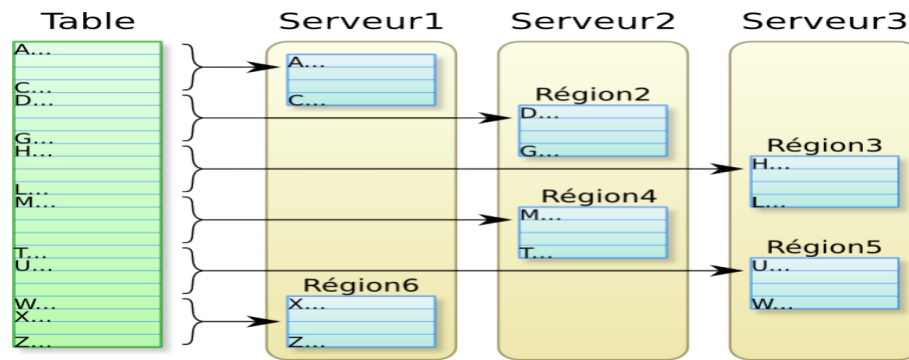 Table
Serveur1
Serveur2
Serveur3
A...
C...
D...
G...
H...
L...
M...
T...
U...
W...
X...
Z...
A...
C...
Région6
X...
Z...
Région2
D...
G...
Région4
M...
T...
Région3
H...
L...
Région5
U...
W...